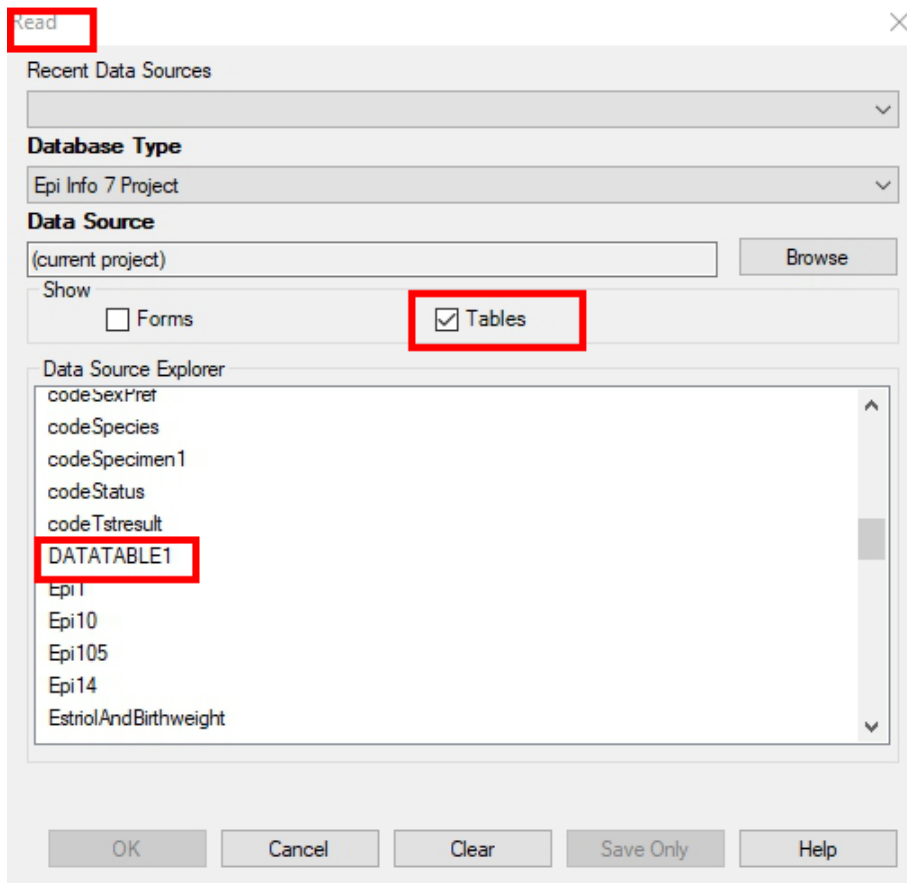 Read
Recent Data Sources
Database Type
Epi Info 7 Project
Data Source
(current project)
Browse
Show
Forms
Tables
Data Source Explorer
codeSexPref
codeSpecies
codeSpecimen1
codeStatus
codeTstresult
DATATABLE1
Epi1
Epi10
Epi105
Epi14
EstriolAndBirthweight
OK
Cancel
Clear
Save Only
Help